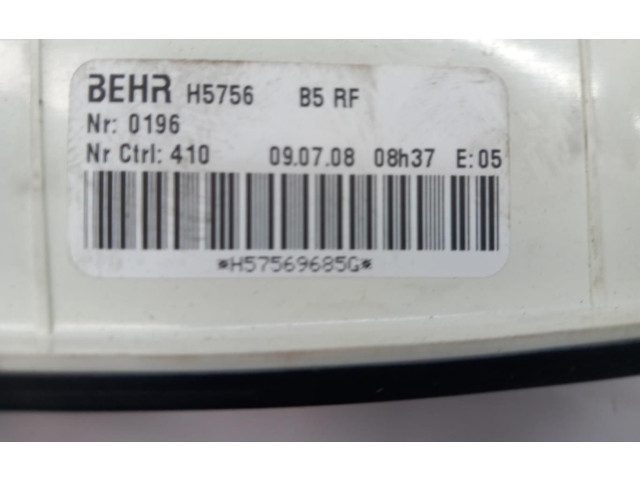 BEHR H5756 B5 RF
Nr: 0196
Nr Ctrl: 410 09.07.08 08h37 E: 05
*H57569685G*